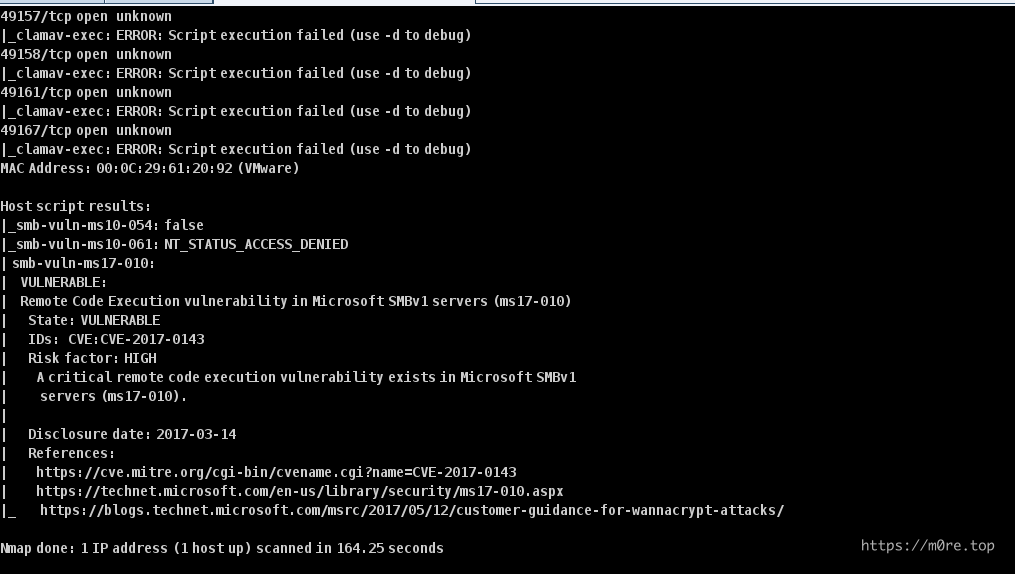 49157/tcp open  unknown
|_clamav-exec: ERROR: Script execution failed (use -d to debug)
49158/tcp open  unknown
|_clamav-exec: ERROR: Script execution failed (use -d to debug)
49161/tcp open  unknown
|_clamav-exec: ERROR: Script execution failed (use -d to debug)
49167/tcp open  unknown
|_clamav-exec: ERROR: Script execution failed (use -d to debug)
MAC Address: 00:0C:29:61:20:92 (VMware)
Host script results:
|_smb-vuln-ms10-054: false
|_smb-vuln-ms10-061: NT_STATUS_ACCESS_DENIED
| smb-vuln-ms17-010:
|   VULNERABLE:
|   Remote Code Execution vulnerability in Microsoft SMBv1 servers (ms17-010)
|     State: VULNERABLE
|     IDs:  CVE:CVE-2017-0143
|     Risk factor: HIGH
|       A critical remote code execution vulnerability exists in Microsoft SMBv1
|        servers (ms17-010).
|
|     Disclosure date: 2017-03-14
|     References:
|       https://cve.mitre.org/cgi-bin/cvename.cgi?name=CVE-2017-0143
|       https://technet.microsoft.com/en-us/library/security/ms17-010.aspx
|_      https://blogs.technet.microsoft.com/msrc/2017/05/12/customer-guidance-for-wannacrypt-attacks/
Nmap done: 1 IP address (1 host up) scanned in 164.25 seconds
https://m0re.top